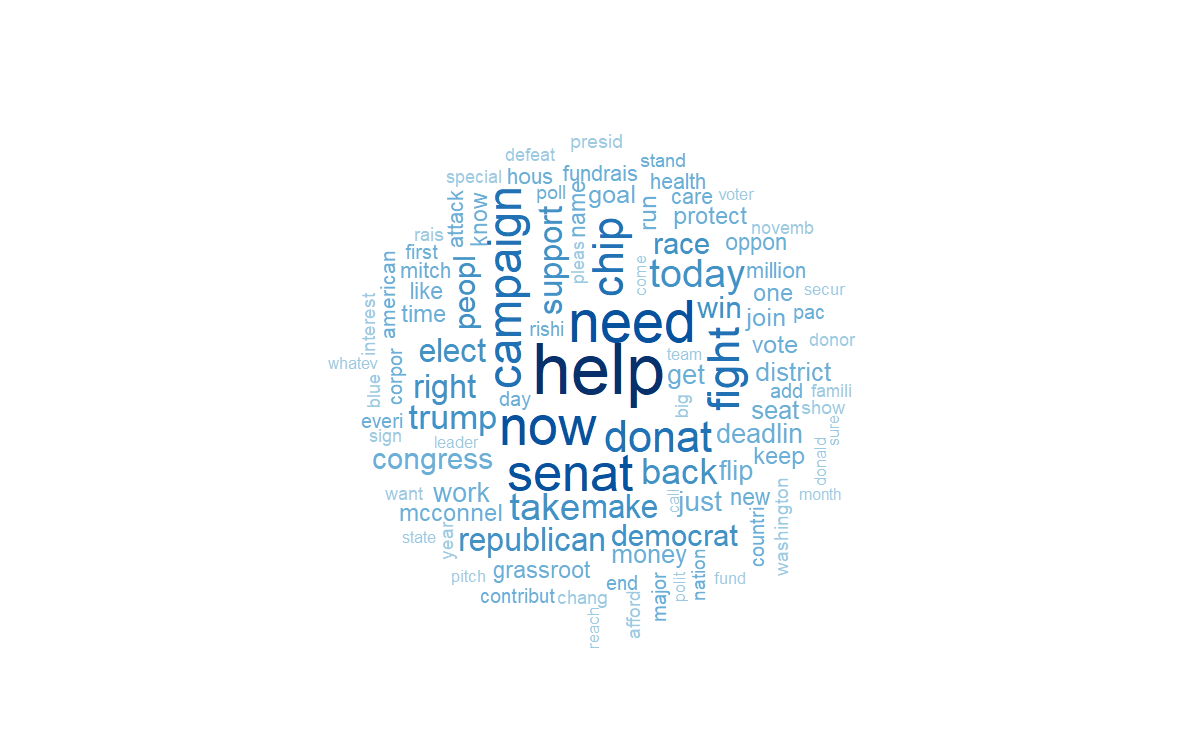 presid
defeat
stand
special
hous
fundrais
health
poll
goal
care
voter
know
attack
campaign
support
name
pleas
chip
run
protect
novemb
rais
first
mitch
like
time
american
peopl
race
oppon
today
million
come
one
secur
interest
rishi
need
win
join
pac
whatev
elect
help
team
get
fight
vote
donor
blue
corpor
right
day
big
district
add
famili
everi
trump
now
donat
seat
show
sign
leader
deadlin
sure
congress
senat
back
flip
keep
donald
want
work
mcconnel
take
make
call
just
new
month
state
year
republican
democrat
money
countri
washington
pitch
grassroot
end
major
polit
nation
fund
contribut
chang
afford
reach